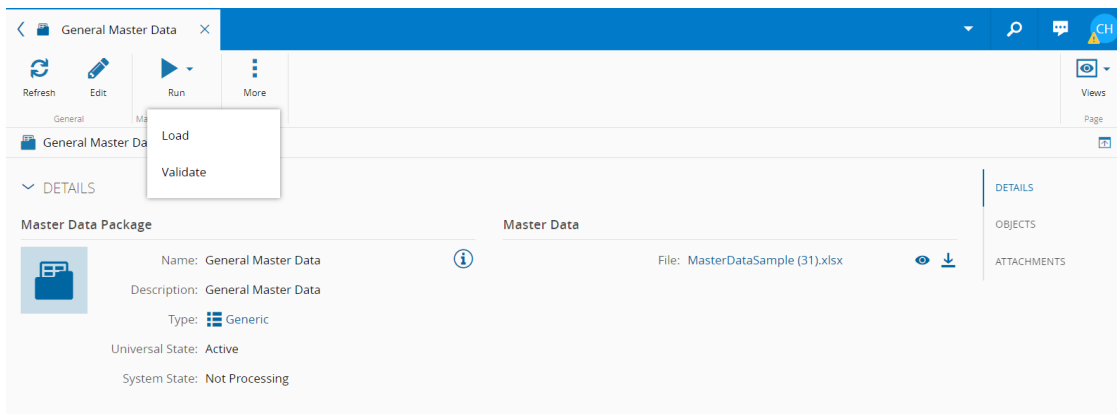 General Master Data
CH
Refresh
Edit
Run
More
Views
General
Ma
Page
General Master Da
Load
Validate
DETAILS
Master Data Package
Name: General Master Data
Description: General Master Data
Type: Generic
Universal State: Active
System State: Not Processing
Master Data
File: MasterDataSample (31).xlsx
DETAILS
OBJECTS
ATTACHMENTS